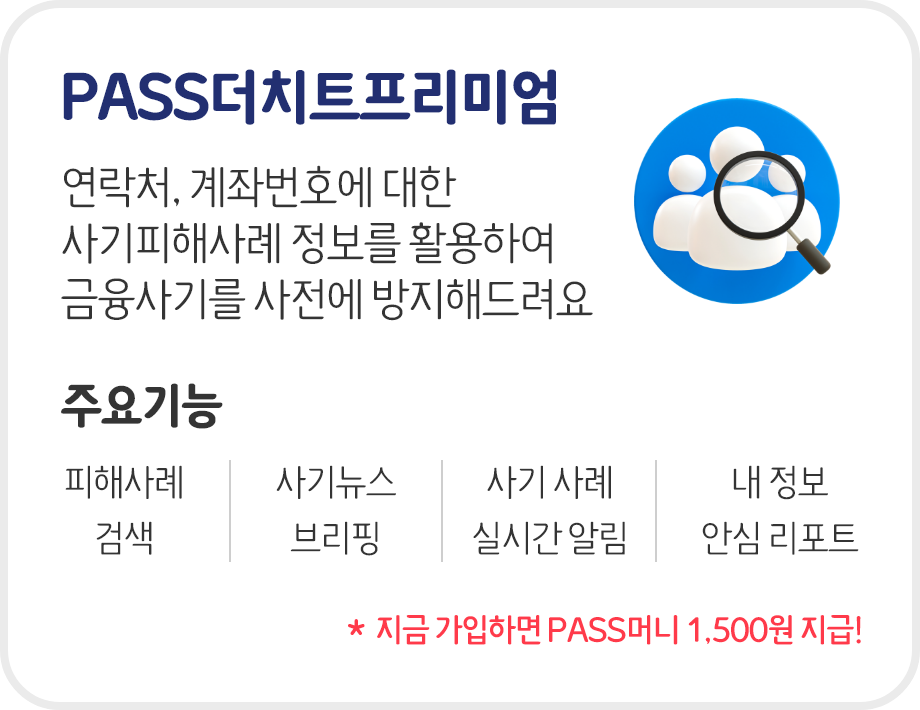 PASS더치트프리미엄
연락처, 계좌번호에 대한
사기피해사례 정보를 활용하여
금융사기를 사전에 방지해드려요
주요기능
피해사례
검색
사기뉴스
브리핑
사기 사례
실시간 알림
내 정보
안심 리포트
* 지금 가입하면 PASS머니 1,500원 지급!